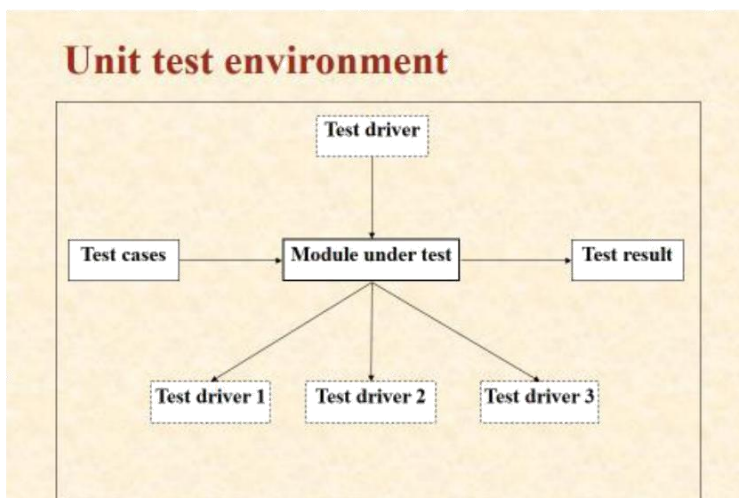 Unit test environment
Test driver
Test cases
Module under test
Test result
Test driver 1
Test driver 2
Test driver 3